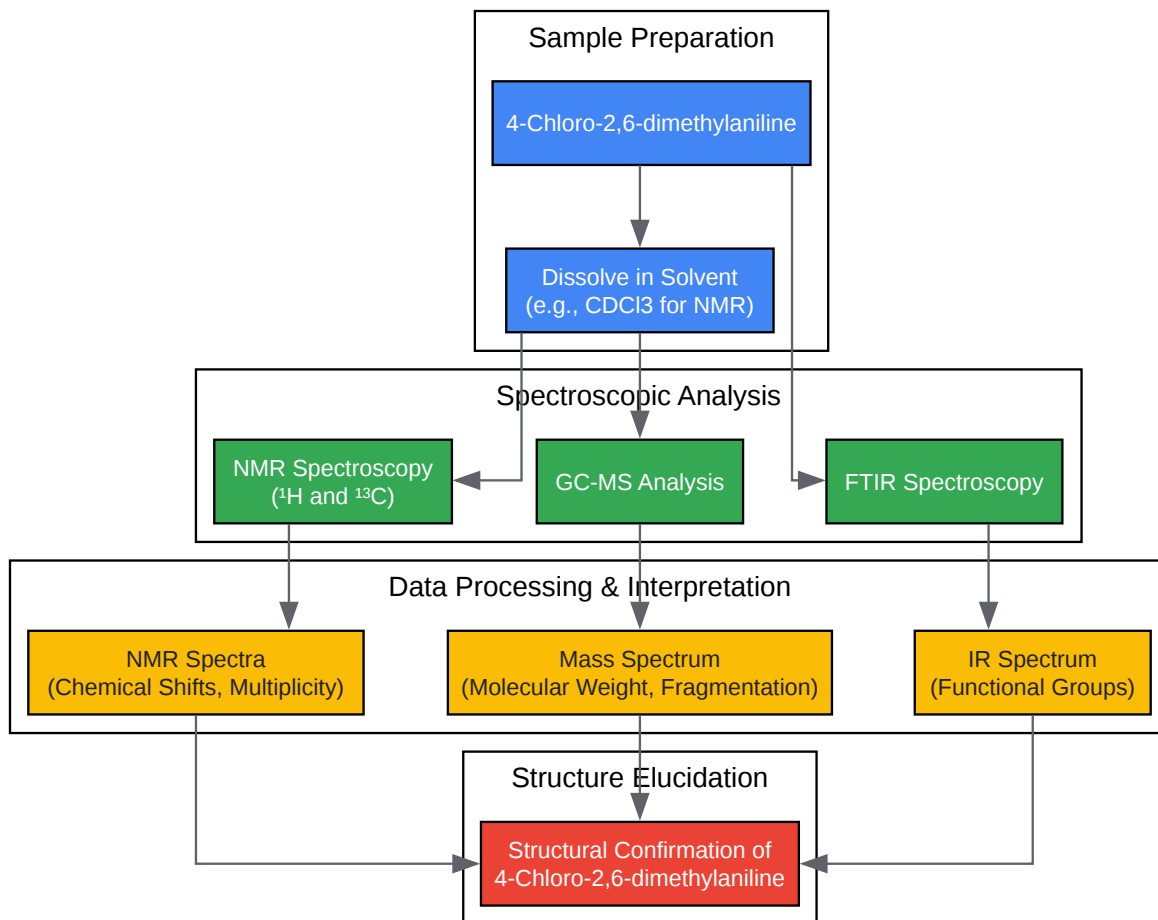 Sample Preparation
4-Chloro-2,6-dimethylaniline
Dissolve in Solvent
(e.g., CDCl3 for NMR)
Spectroscopic Analysis
NMR Spectroscopy
(¹H and ¹³C)
GC-MS Analysis
FTIR Spectroscopy
Data Processing & Interpretation
NMR Spectra
(Chemical Shifts, Multiplicity)
Mass Spectrum
(Molecular Weight, Fragmentation)
IR Spectrum
(Functional Groups)
Structure Elucidation
Structural Confirmation of
4-Chloro-2,6-dimethylaniline